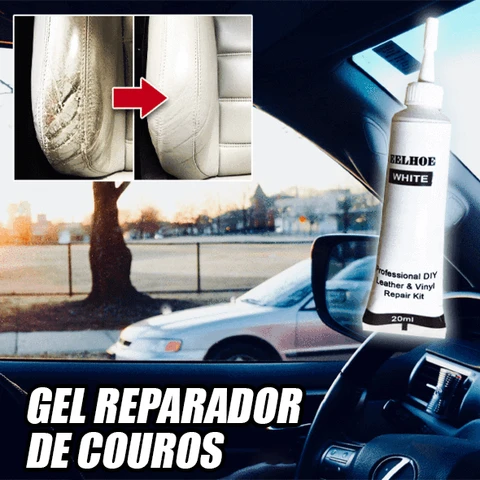 EELHOE
WHITE
Professional DIY
Leather & Vinyl
Repair Kit
20ml
GEL REPARADOR
DE COUROS